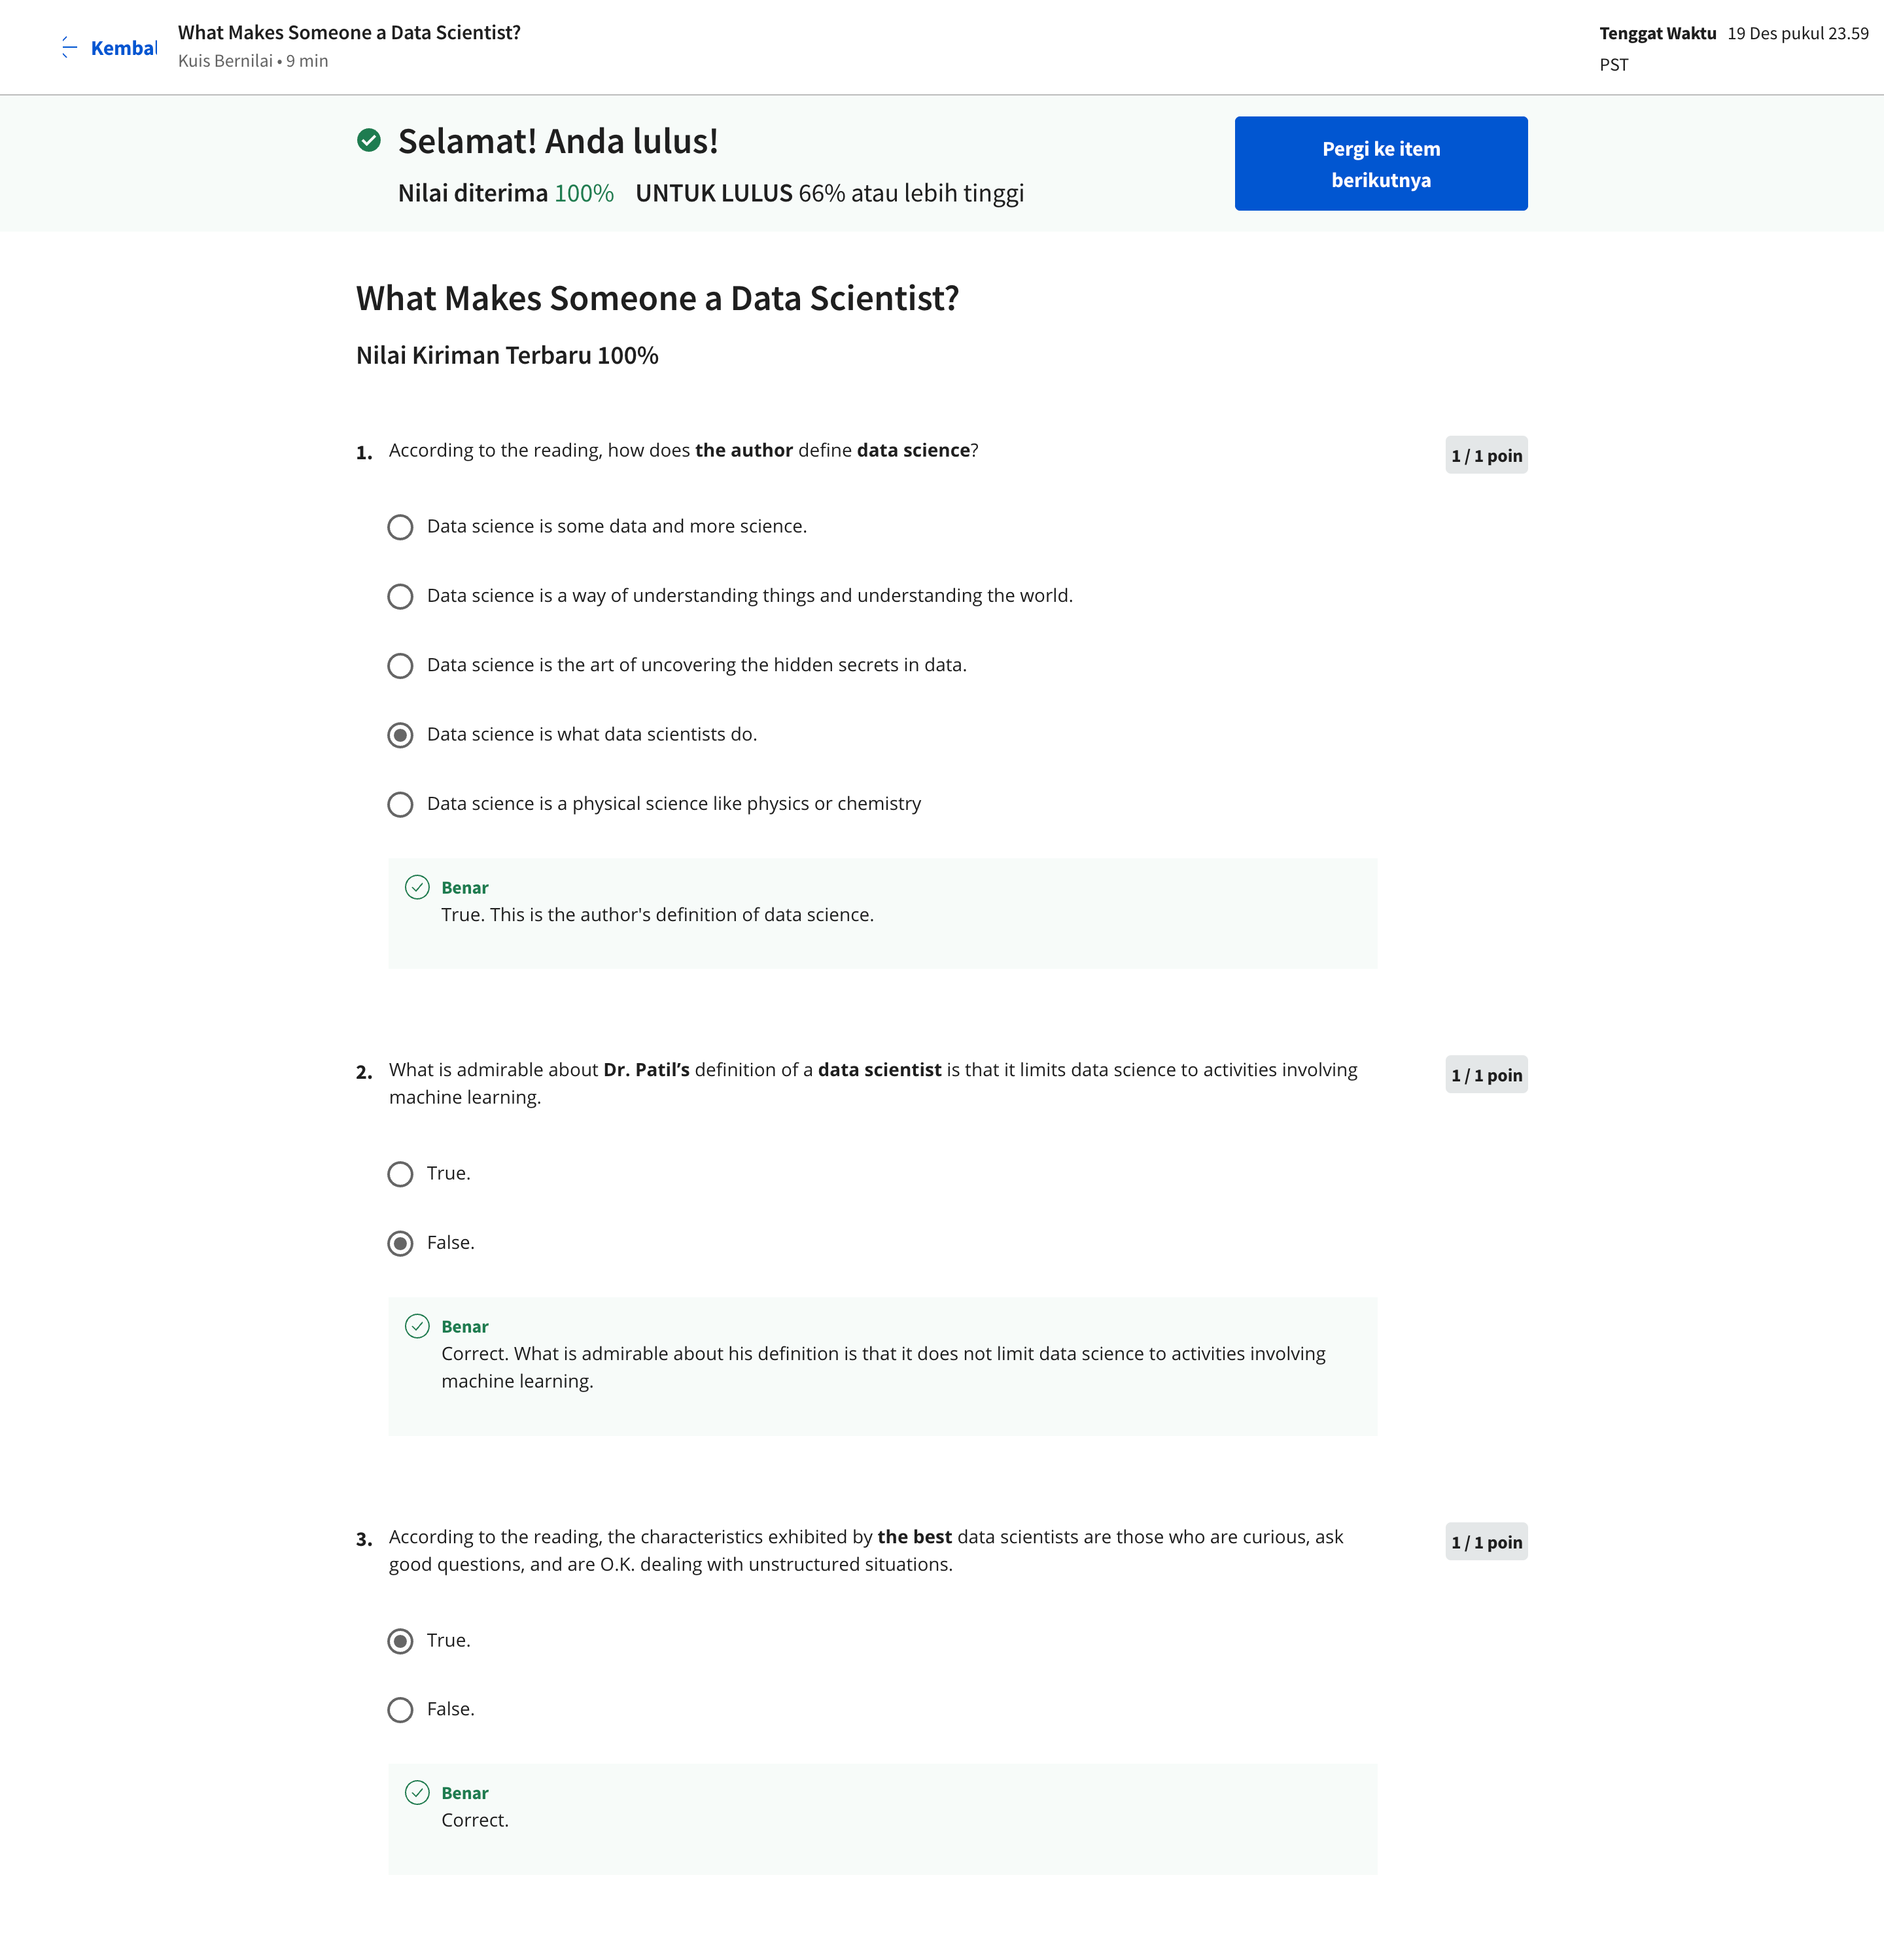 Kembal
What Makes Someone a Data Scientist?
Kuis Bernilai • 9 min
Tenggat Waktu 19 Des pukul 23.59
PST
Selamat! Anda lulus!
Nilai diterima 100% UNTUK LULUS 66% atau lebih tinggi
Pergi ke item
berikutnya
What Makes Someone a Data Scientist?
Nilai Kiriman Terbaru 100%
1. According to the reading, how does the author define data science?
1 / 1 poin
Data science is some data and more science.
Data science is a way of understanding things and understanding the world.
Data science is the art of uncovering the hidden secrets in data.
Data science is what data scientists do.
Data science is a physical science like physics or chemistry
Benar
True. This is the author's definition of data science.
2. What is admirable about Dr. Patil’s definition of a data scientist is that it limits data science to activities involving
machine learning.
1 / 1 poin
True.
False.
Benar
Correct. What is admirable about his definition is that it does not limit data science to activities involving
machine learning.
3. According to the reading, the characteristics exhibited by the best data scientists are those who are curious, ask
good questions, and are O.K. dealing with unstructured situations.
1 / 1 poin
True.
False.
Benar
Correct.